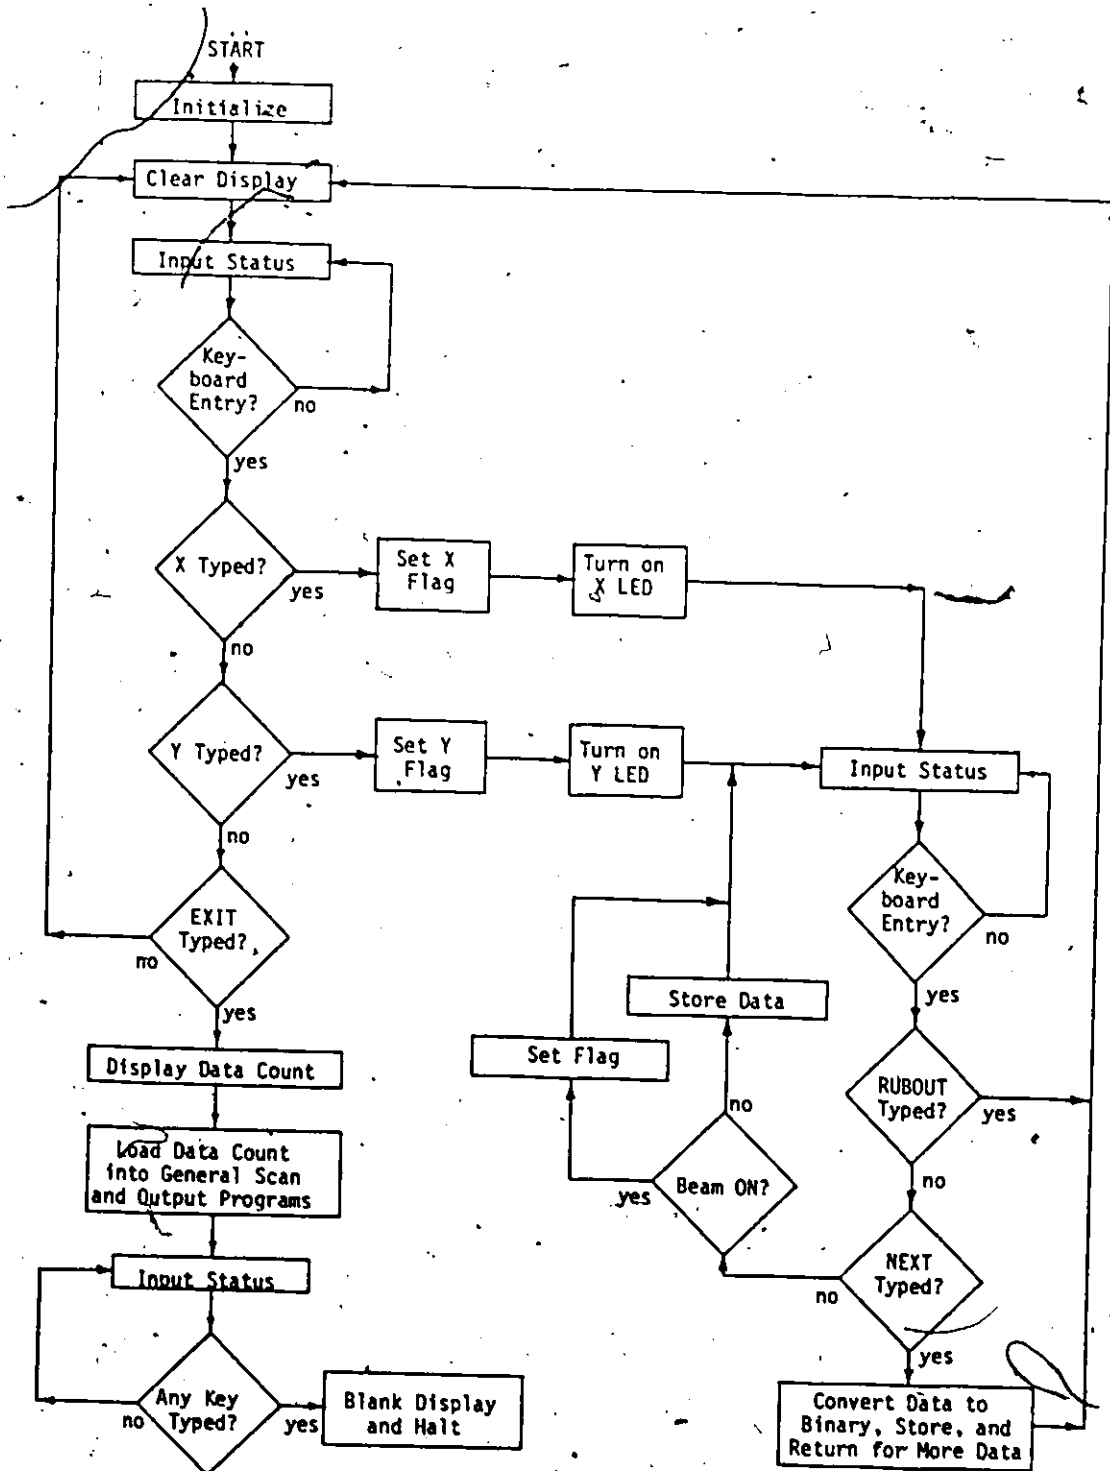 START
Initialize
Clear Display
Input Status
Key-
board
Entry?
no
yes
X Typed?
yes
Set X
Flag
Turn on
X LED
no
Y Typed?
yes
Set Y
Flag
Turn on
Y LED
Input Status
no
Key-
board
Entry?
no
yes
EXIT
Typed?
no
yes
Store Data
Set Flag
RUBOUT
Typed?
yes
no
Display Data Count
no
Beam ON?
yes
Load Data Count
into General Scan
and Output Programs
NEXT
Typed?
no
yes
Input Status
Any Key
Typed?
no
yes
Blank Display
and Halt
Convert Data to
Binary, Store, and
Return for More Data